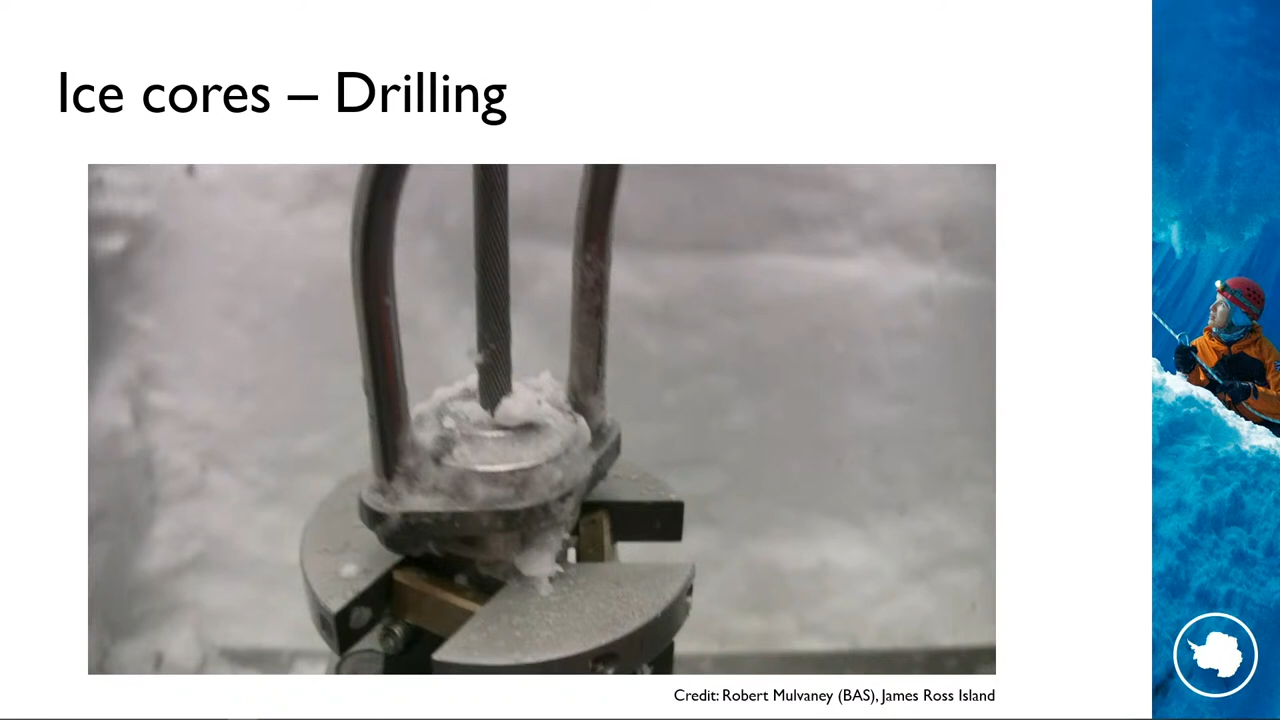 Ice cores – Drilling
Credit: Robert Mulvaney (BAS), James Ross Island